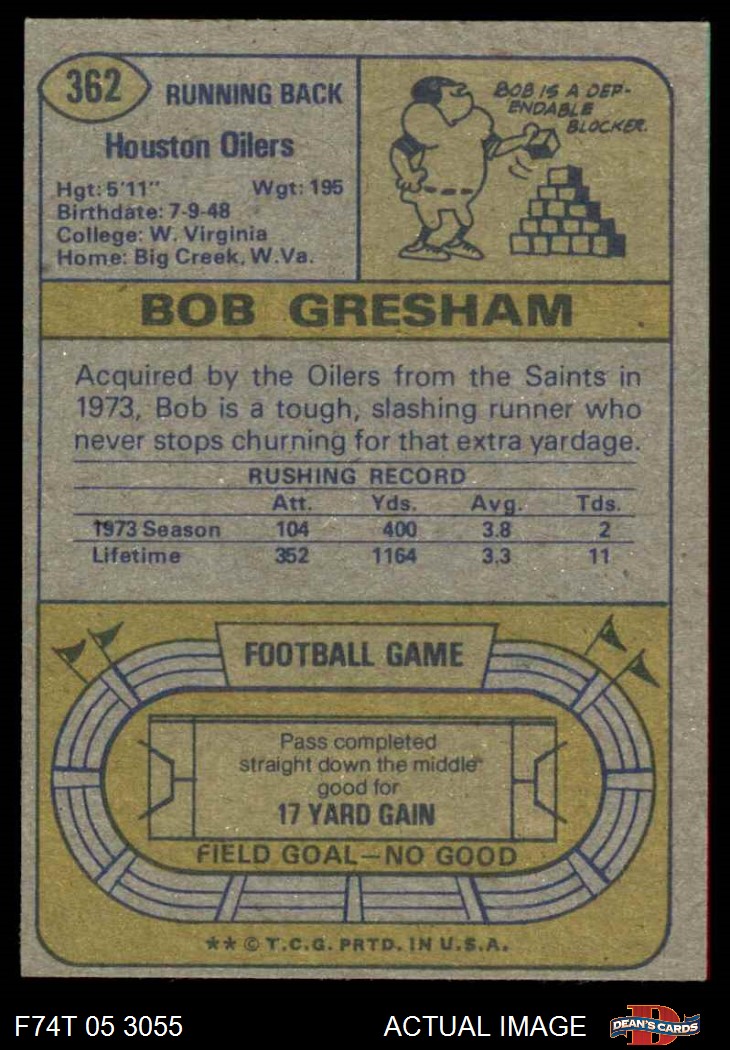 362
RUNNING BACK
Houston Oilers
Hgt: 5'11" Wgt: 195
Birthdate: 7-9-48
College: W. Virginia
Home: Big Creek, W.Va.
BOB IS A DEP-
ENDABLE
BLOCKER.
BOB GRESHAM
Acquired by the Oilers from the Saints in
1973, Bob is a tough, slashing runner who
never stops churning for that extra yardage.
RUSHING RECORD
Att. Yds. Avg. Tds.
1973 Season 104 400 3.8 2
Lifetime 352 1164 3.3 11
FOOTBALL GAME
Pass completed
straight down the middle
good for
17 YARD GAIN
FIELD GOAL—NO GOOD
** © T.C.G. PRTD. IN U.S.A.
F74T 05 3055 ACTUAL IMAGE
DEAN'S CARDS